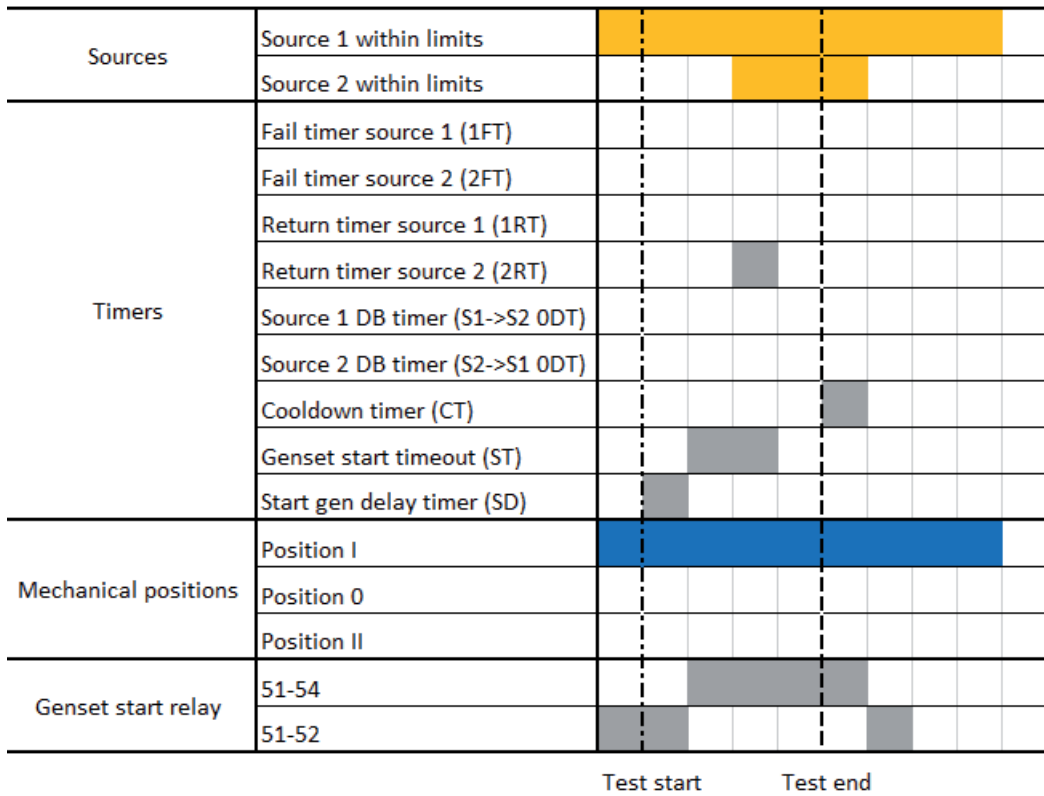 Sources
Source 1 within limits
Source 2 within limits
Timers
Fail timer source 1 (1FT)
Fail timer source 2 (2FT)
Return timer source 1 (1RT)
Return timer source 2 (2RT)
Source 1 DB timer (S1->S2 0DT)
Source 2 DB timer (S2->S1 0DT)
Cooldown timer (CT)
Genset start timeout (ST)
Start gen delay timer (SD)
Mechanical positions
Position I
Position 0
Position II
Genset start relay
51-54
51-52
Test start
Test end